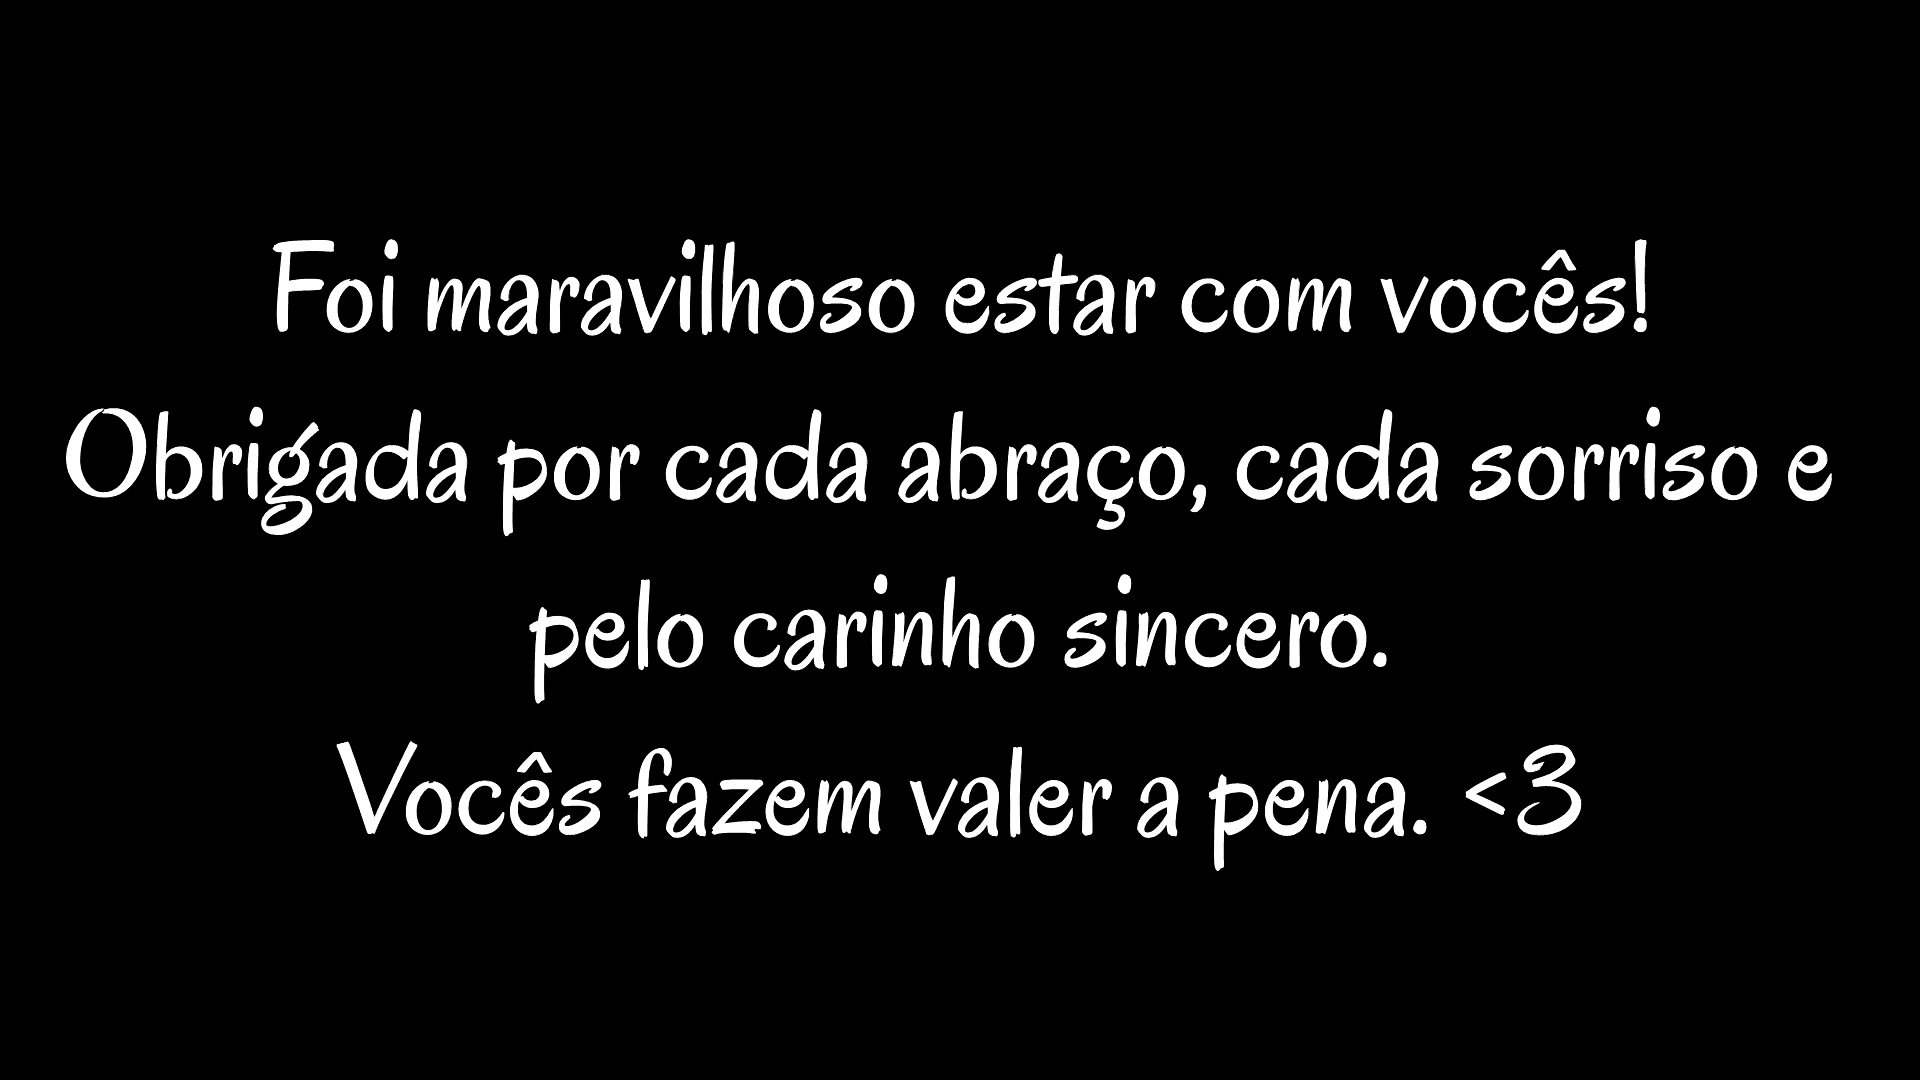 Foi maravilhoso estar com vocês!
Obrigada por cada abraço, cada sorriso e
pelo carinho sincero.
Vocês fazem valer a pena. <3